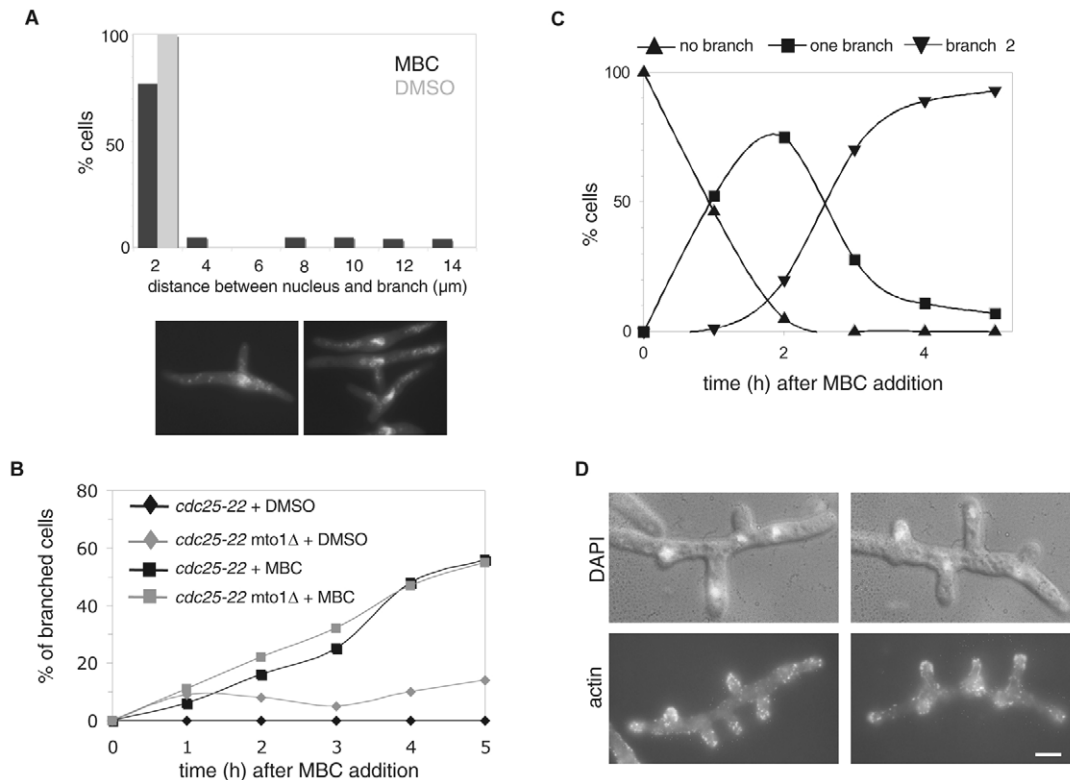 A
100
50
0
% cells
MBC
DMSO
2 4 6 8 10 12 14
distance between nucleus and branch (μm)
B
80
60
40
20
0
% of branched cells
cdc25-22 + DMSO
cdc25-22 mto1Δ + DMSO
cdc25-22 + MBC
cdc25-22 mto1Δ + MBC
0 1 2 3 4 5
time (h) after MBC addition
C
no branch one branch branch 2
100
50
0
% cells
0 2 4
time (h) after MBC addition
D
DAPI
actin